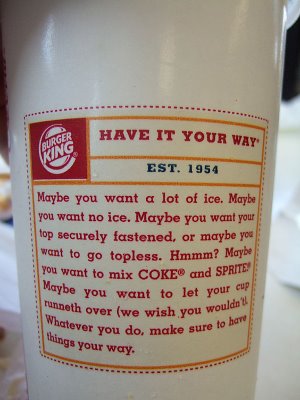 BURGER
KING®
HAVE IT YOUR WAY®
EST. 1954
Maybe you want a lot of ice. Maybe
you want no ice. Maybe you want your
top securely fastened, or maybe you
want to go topless. Hmmm? Maybe
you want to mix COKE® and SPRITE®
Maybe you want to let your cup
runneth over (we wish you wouldn't).
Whatever you do, make sure to have
things your way.